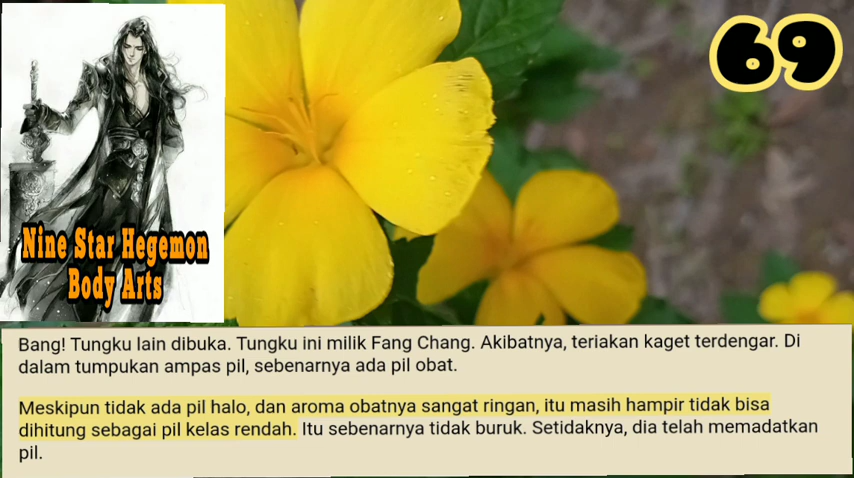 69
Nine Star Hegemon
Body Arts
Bang! Tungku lain dibuka. Tungku ini milik Fang Chang. Akibatnya, teriakan kaget terdengar. Di
dalam tumpukan ampas pil, sebenarnya ada pil obat.
Meskipun tidak ada pil halo, dan aroma obatnya sangat ringan, itu masih hampir tidak bisa
dihitung sebagai pil kelas rendah. Itu sebenarnya tidak buruk. Setidaknya, dia telah memadatkan
pil.